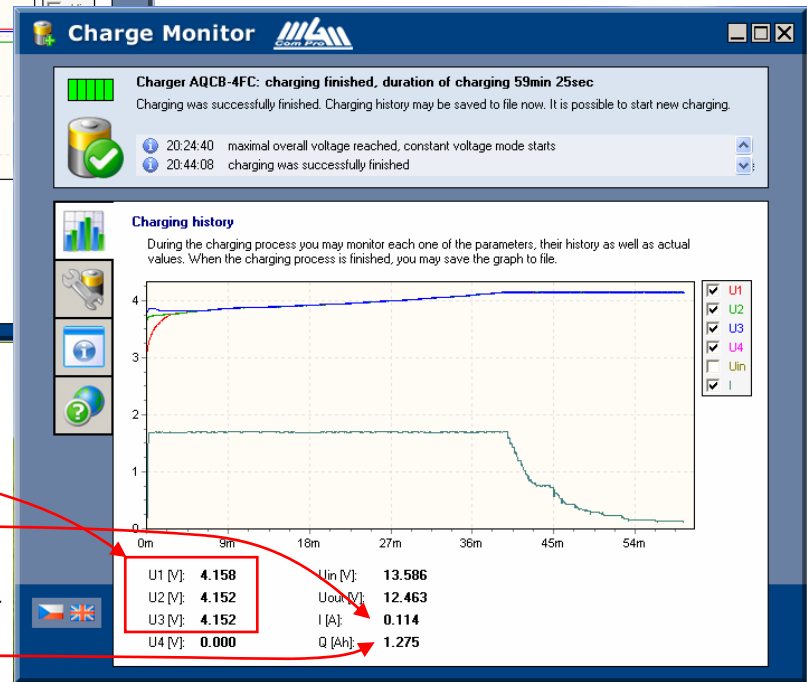 Charge Monitor
mgm
Com Pro
Charger AQCB-4FC: charging finished, duration of charging 59min 25sec
Charging was successfully finished. Charging history may be saved to file now. It is possible to start new charging.
20:24:40 maximal overall voltage reached, constant voltage mode starts
20:44:08 charging was successfully finished
Charging history
During the charging process you may monitor each one of the parameters, their history as well as actual
values. When the charging process is finished, you may save the graph to file.
4
3
2
1
0
0m 9m 18m 27m 36m 45m 54m
U1
U2
U3
U4
Uin
I
U1 [V]: 4.158 Uin [V]: 13.586
U2 [V]: 4.152 Uout [V]: 12.463
U3 [V]: 4.152 I [A]: 0.114
U4 [V]: 0.000 Q [Ah]: 1.275